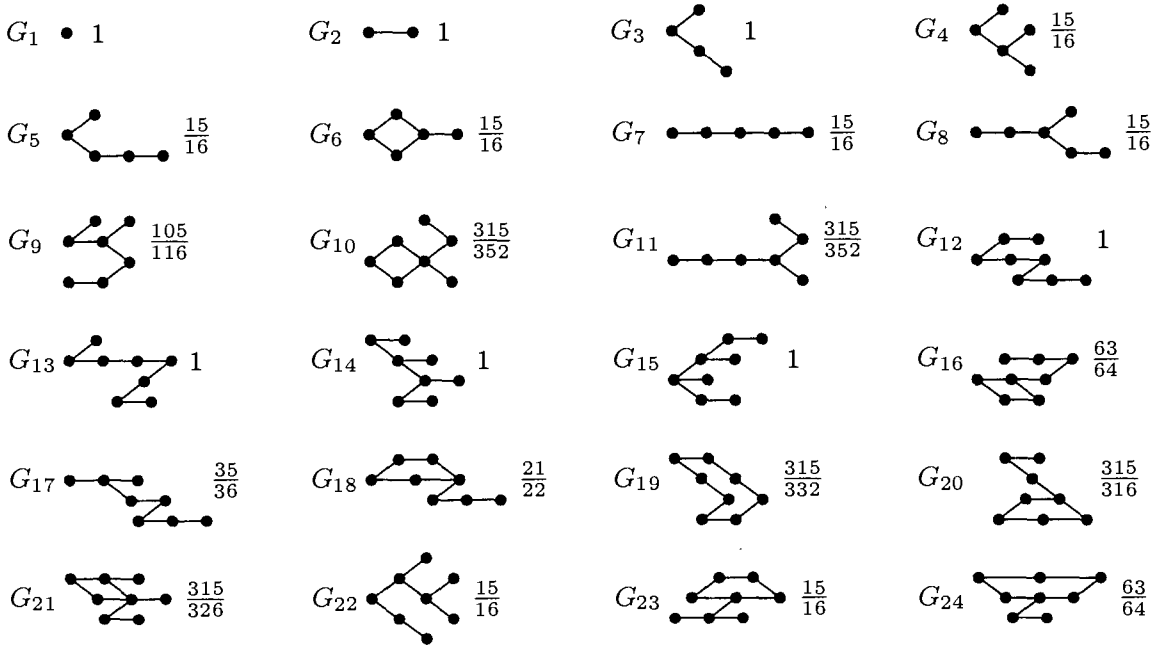 G₁ 1 G₂ 1 G₃ 1 G₄ 15/16
G₅ 15/16 G₆ 15/16 G₇ 15/16 G₈ 15/16
G₉ 105/116 G₁₀ 315/352 G₁₁ 315/352 G₁₂ 1
G₁₃ 1 G₁₄ 1 G₁₅ 1 G₁₆ 63/64
G₁₇ 35/36 G₁₈ 21/22 G₁₉ 315/332 G₂₀ 315/316
G₂₁ 315/326 G₂₂ 15/16 G₂₃ 15/16 G₂₄ 63/64